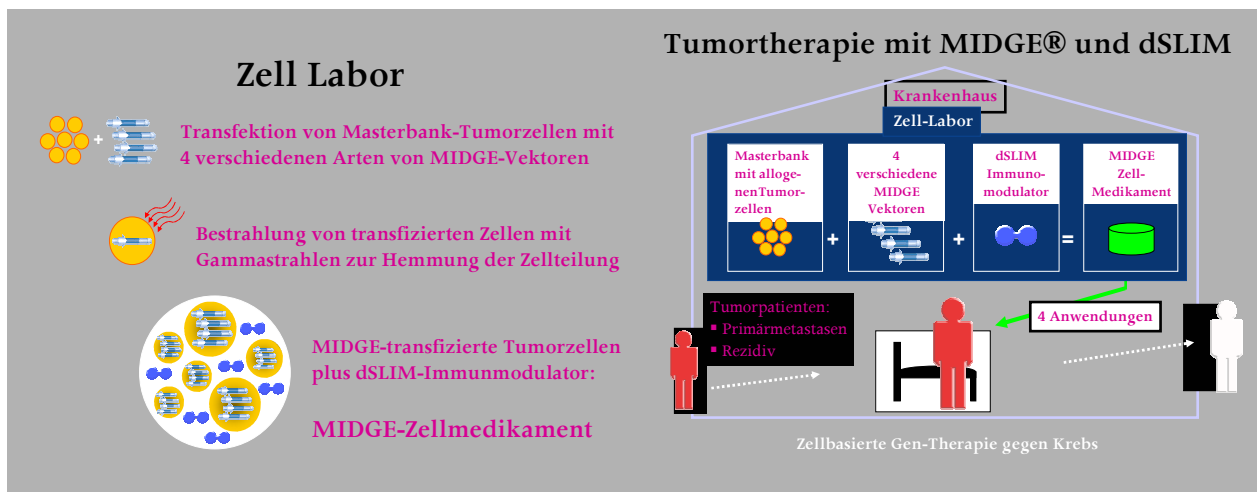 Zell Labor
Transfektion von Masterbank-Tumorzellen mit
4 verschiedenen Arten von MIDGE-Vektoren
+
Bestrahlung von transfizierten Zellen mit
Gammastrahlen zur Hemmung der Zellteilung
MIDGE-transfizierte Tumorzellen
plus dSLIM-Immunmodulator:
MIDGE-Zellmedikament
Tumortherapie mit MIDGE® und dSLIM
Krankenhaus
Zell-Labor
Masterbank
mit alloge-
nenTumor-
zellen
+
4
verschiedene
MIDGE
Vektoren
+
dSLIM
Immuno-
modulator
=
MIDGE
Zell-
Medikament
Tumorpatienten:
▪ Primärmetastasen
▪ Rezidiv
4 Anwendungen
Zellbasierte Gen-Therapie gegen Krebs